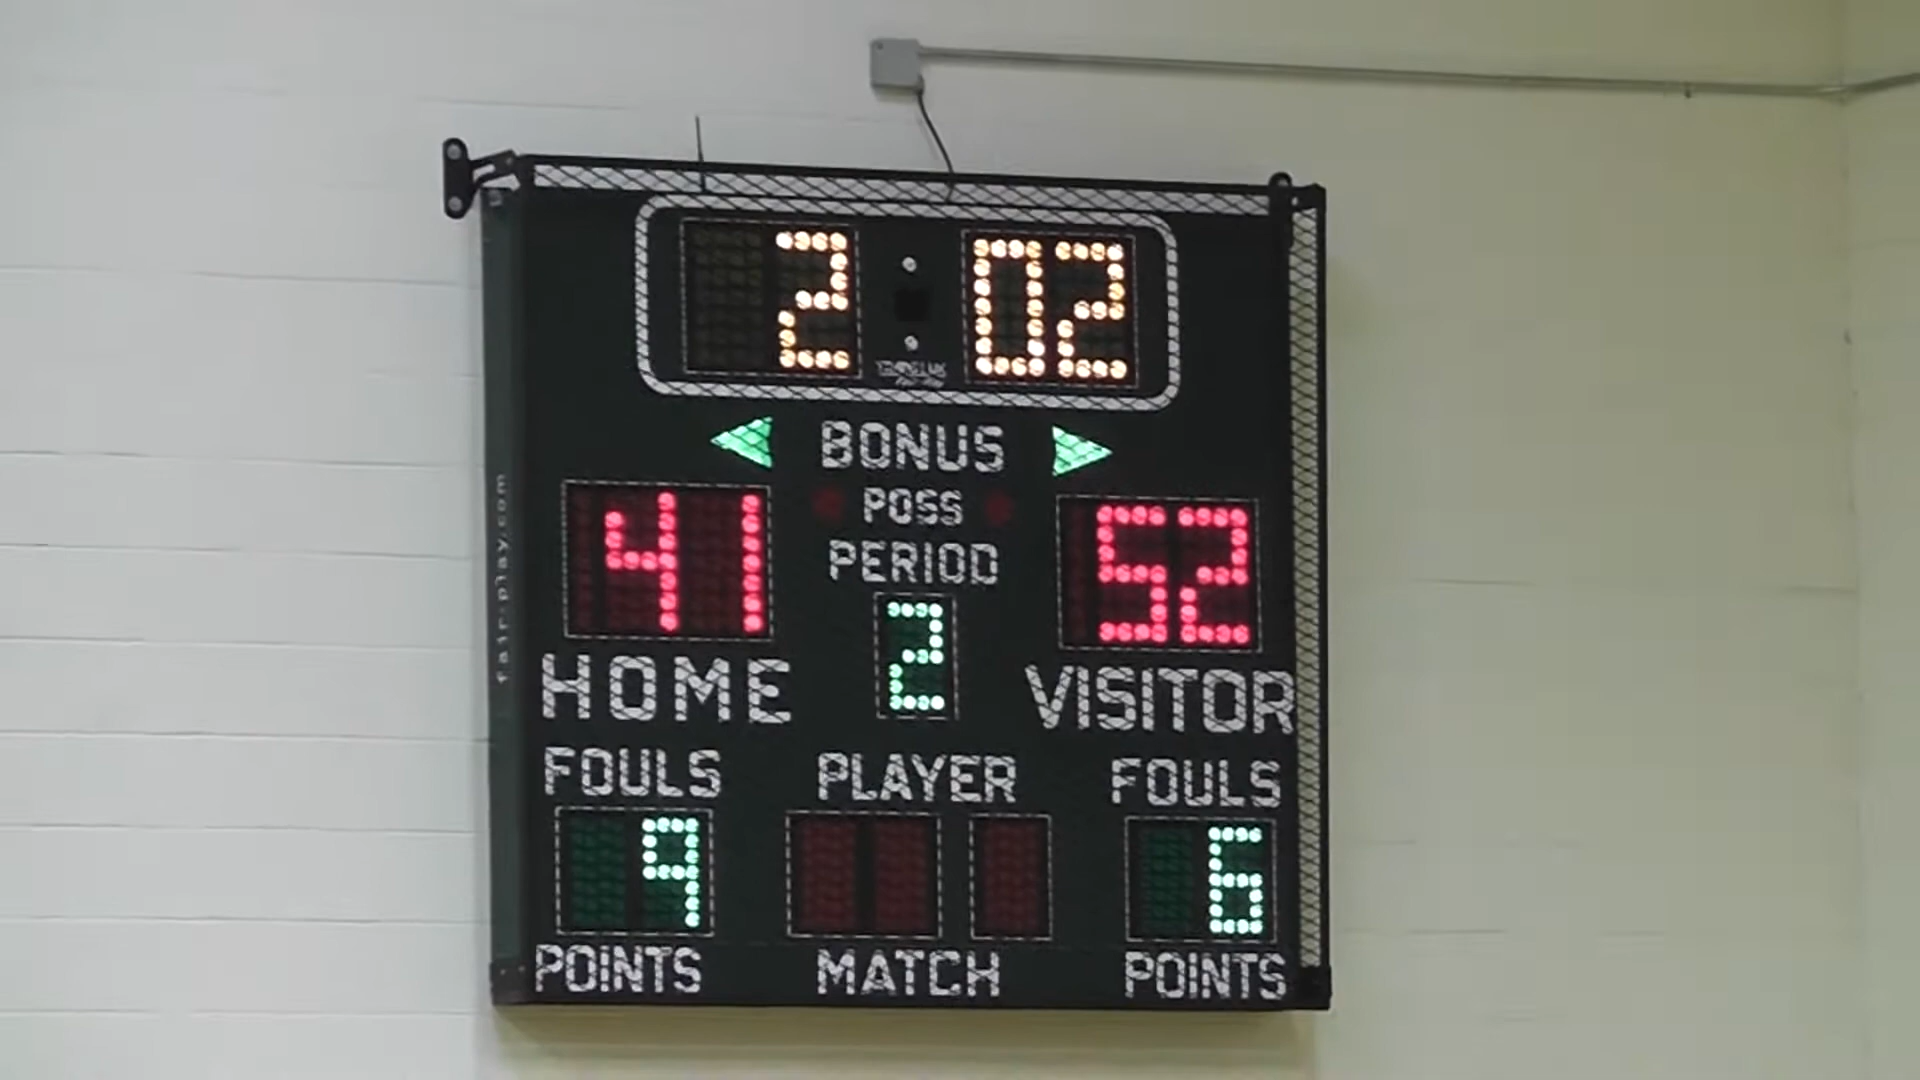 2:02
BONUS
POSS
41 PERIOD 52
2
HOME VISITOR
FOULS PLAYER FOULS
9 6
POINTS MATCH POINTS
fair-play.com